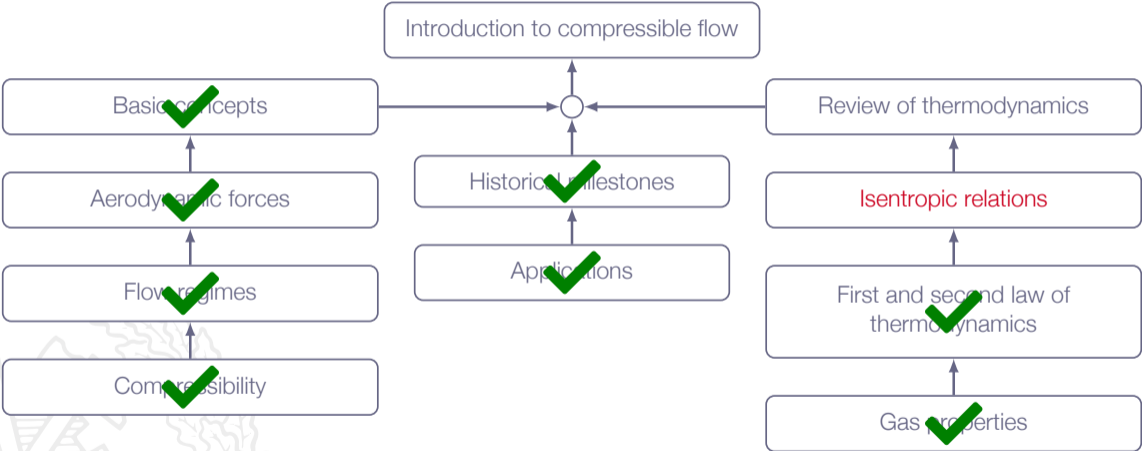 Introduction to compressible flow
Basic concepts
Review of thermodynamics
Historical milestones
Aerodynamic forces
Isentropic relations
Applications
Flow regimes
First and second law of
thermodynamics
Compressibility
Gas properties